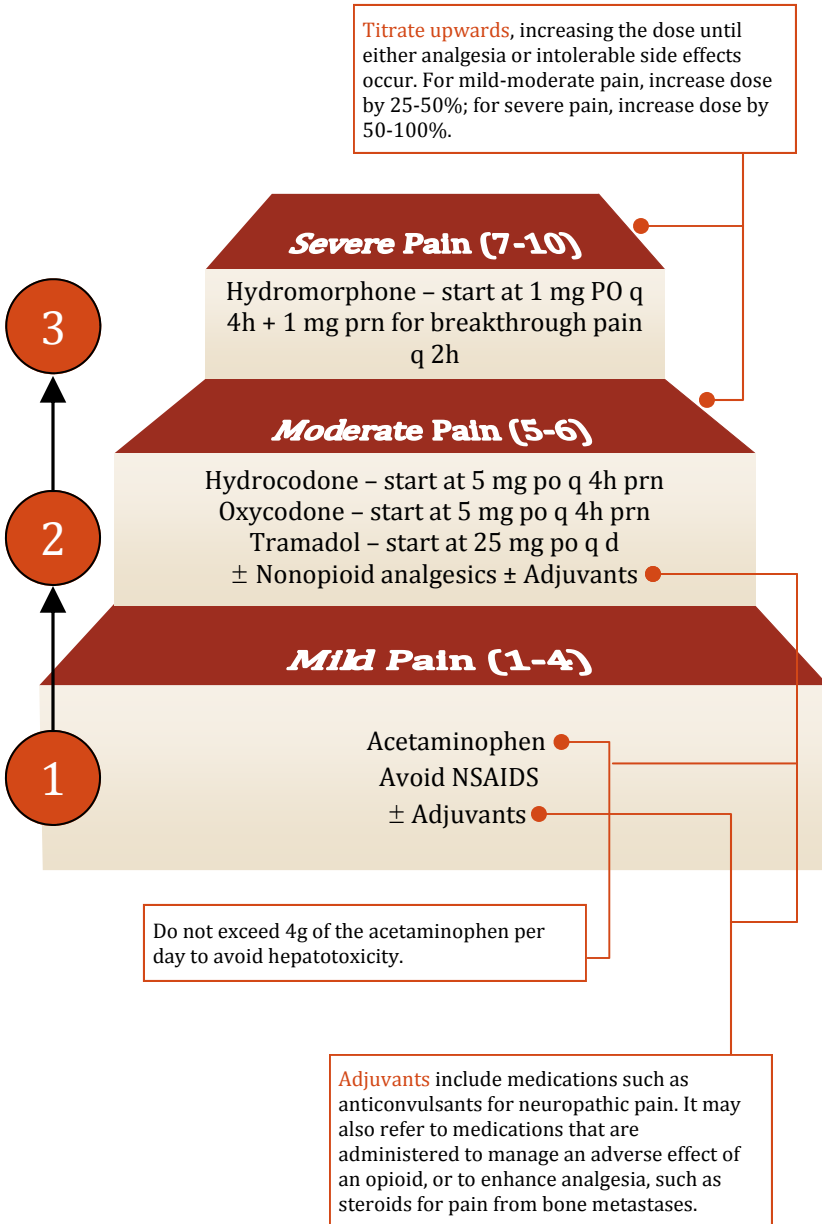 Titrate upwards, increasing the dose until
either analgesia or intolerable side effects
occur. For mild-moderate pain, increase dose
by 25-50%; for severe pain, increase dose by
50-100%.
Severe Pain (7-10)
Hydromorphone – start at 1 mg PO q
4h + 1 mg prn for breakthrough pain
q 2h
3
Moderate Pain (5-6)
Hydrocodone – start at 5 mg po q 4h prn
Oxycodone – start at 5 mg po q 4h prn
Tramadol – start at 25 mg po q d
± Nonopioid analgesics ± Adjuvants
2
Mild Pain (1-4)
Acetaminophen
Avoid NSAIDS
± Adjuvants
1
Do not exceed 4g of the acetaminophen per
day to avoid hepatotoxicity.
Adjuvants include medications such as
anticonvulsants for neuropathic pain. It may
also refer to medications that are
administered to manage an adverse effect of
an opioid, or to enhance analgesia, such as
steroids for pain from bone metastases.